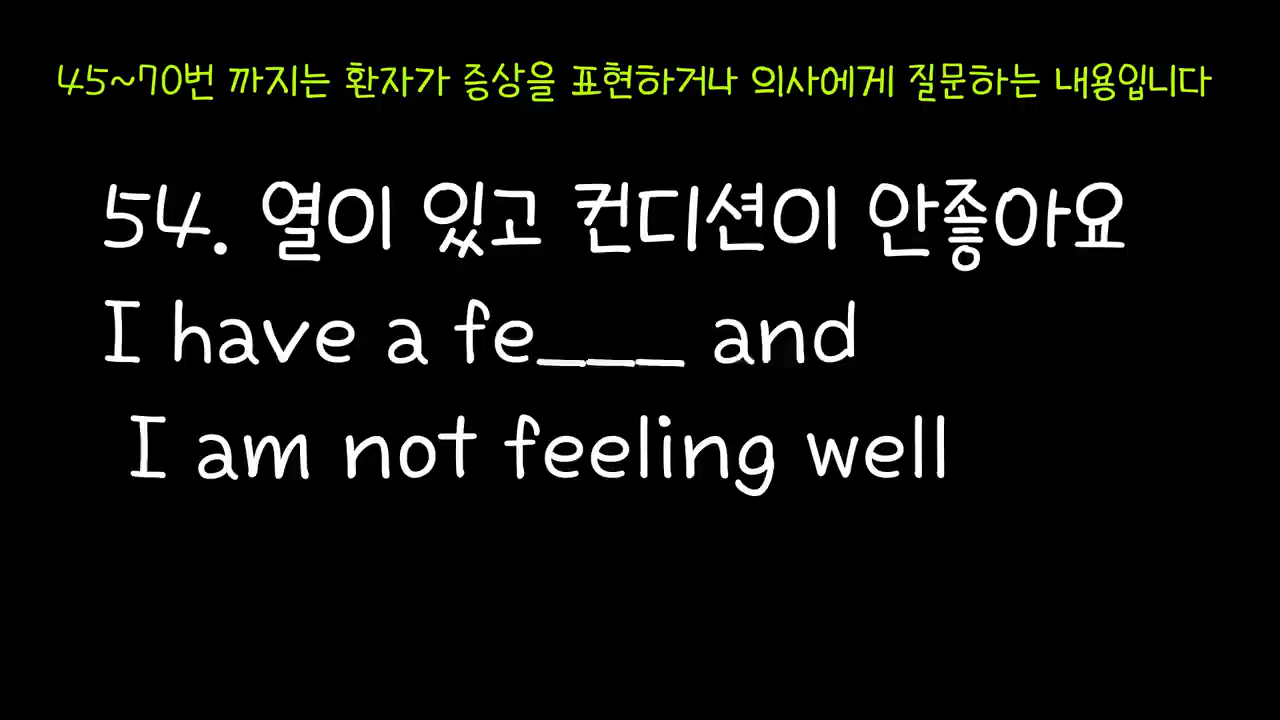 45~70번 까지는 환자가 증상을 표현하거나 의사에게 질문하는 내용입니다
54. 열이 있고 컨디션이 안좋아요
I have a fe___ and
I am not feeling well